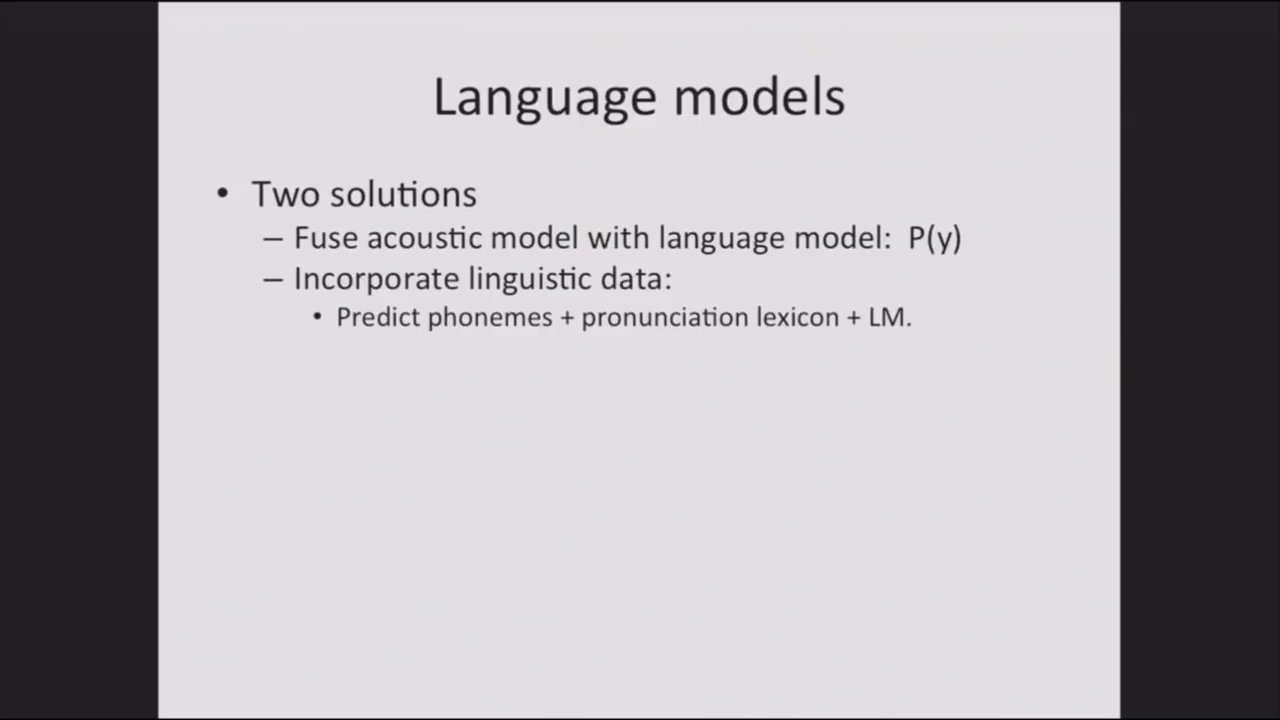 Language models
• Two solutions
– Fuse acoustic model with language model: P(y)
– Incorporate linguistic data:
• Predict phonemes + pronunciation lexicon + LM.